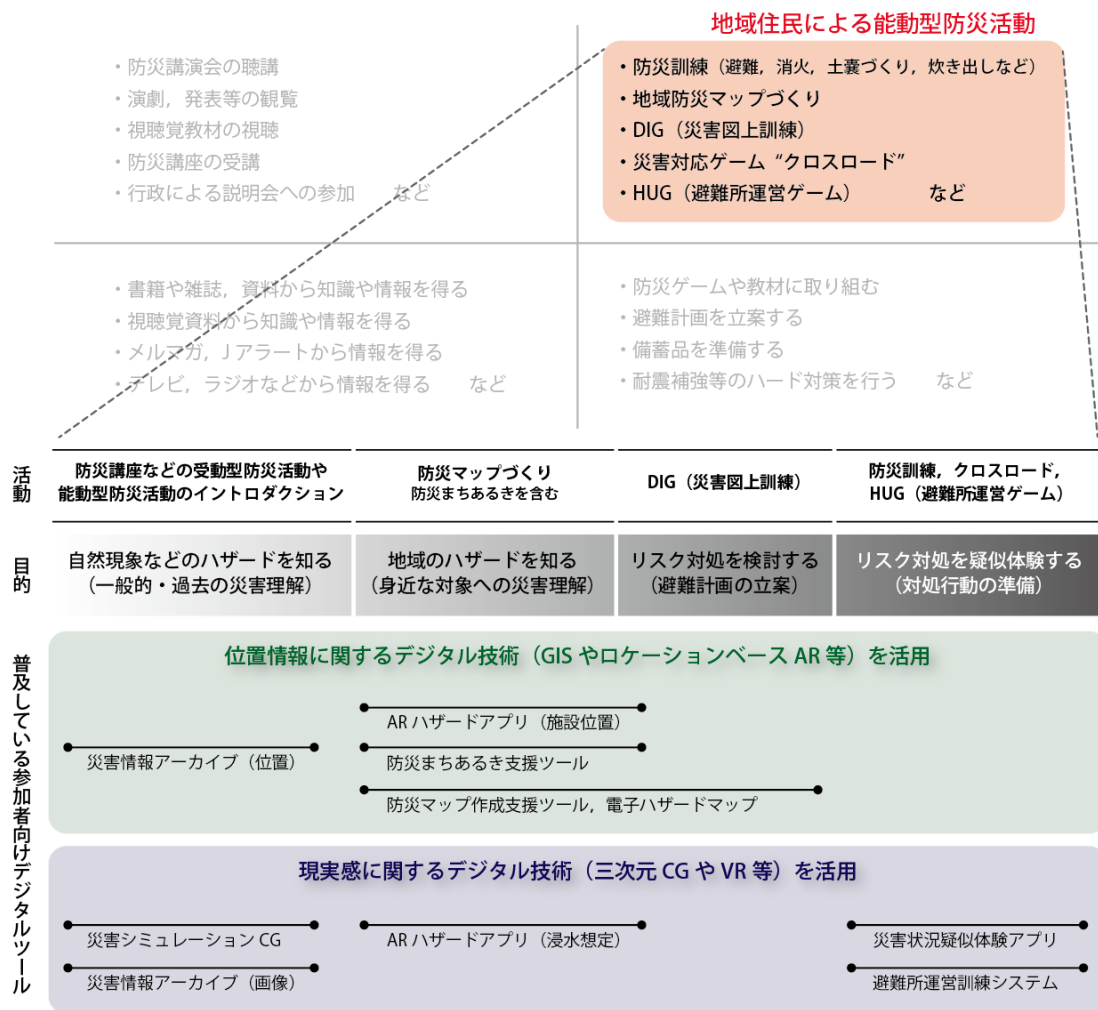 地域住民による能動型防災活動
・防災講演会の聴講
・演劇，発表等の観覧
・視聴覚教材の視聴
・防災講座の受講
・行政による説明会への参加　など
・防災訓練（避難，消火，土嚢づくり，炊き出しなど）
・地域防災マップづくり
・DIG（災害図上訓練）
・災害対応ゲーム“クロスロード”
・HUG（避難所運営ゲーム）　など
・書籍や雑誌，資料から知識や情報を得る
・視聴覚資料から知識や情報を得る
・メルマガ，Jアラートから情報を得る
・テレビ，ラジオなどから情報を得る　など
・防災ゲームや教材に取り組む
・避難計画を立案する
・備蓄品を準備する
・耐震補強等のハード対策を行う　など
活動
防災講座などの受動型防災活動や
能動型防災活動のイントロダクション
防災マップづくり
防災まちあるきを含む
DIG（災害図上訓練）
防災訓練，クロスロード，
HUG（避難所運営ゲーム）
目的
自然現象などのハザードを知る
（一般的・過去の災害理解）
地域のハザードを知る
（身近な対象への災害理解）
リスク対処を検討する
（避難計画の立案）
リスク対処を疑似体験する
（対処行動の準備）
普及している参加者向けデジタルツール
位置情報に関するデジタル技術（GISやロケーションベースAR等）を活用
ARハザードアプリ（施設位置）
災害情報アーカイブ（位置）
防災まちあるき支援ツール
防災マップ作成支援ツール，電子ハザードマップ
現実感に関するデジタル技術（三次元CGやVR等）を活用
災害シミュレーションCG
ARハザードアプリ（浸水想定）
災害状況疑似体験アプリ
災害情報アーカイブ（画像）
避難所運営訓練システム